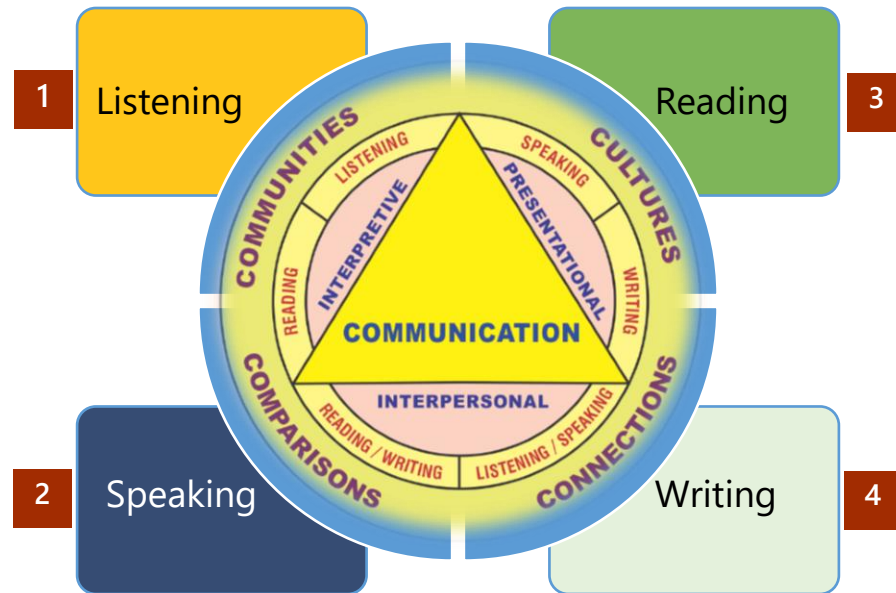 1
Listening
2
Speaking
3
Reading
4
Writing
COMMUNITIES
CULTURES
COMPARISONS
CONNECTIONS
LISTENING
SPEAKING
READING
WRITING
READING / WRITING
LISTENING / SPEAKING
INTERPRETIVE
PRESENTATIONAL
INTERPERSONAL
COMMUNICATION